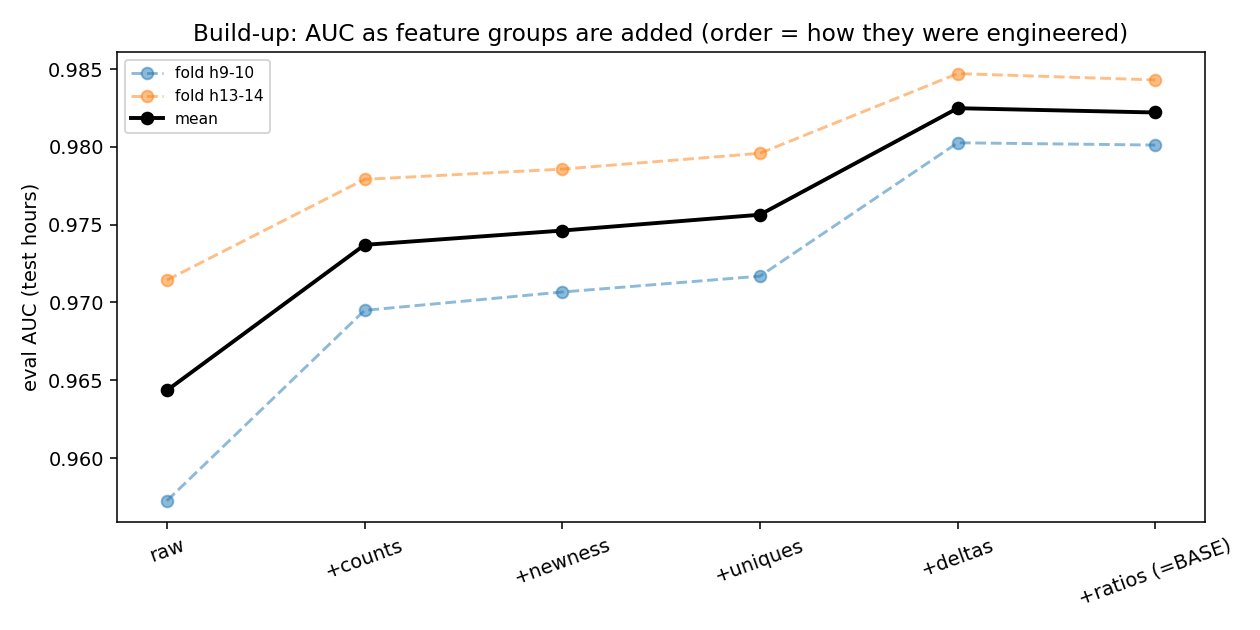 Build-up: AUC as feature groups are added (order = how they were engineered)
fold h9-10
fold h13-14
mean
eval AUC (test hours)
0.985
0.980
0.975
0.970
0.965
0.960
raw
+counts
+newness
+uniques
+deltas
+ratios (=BASE)